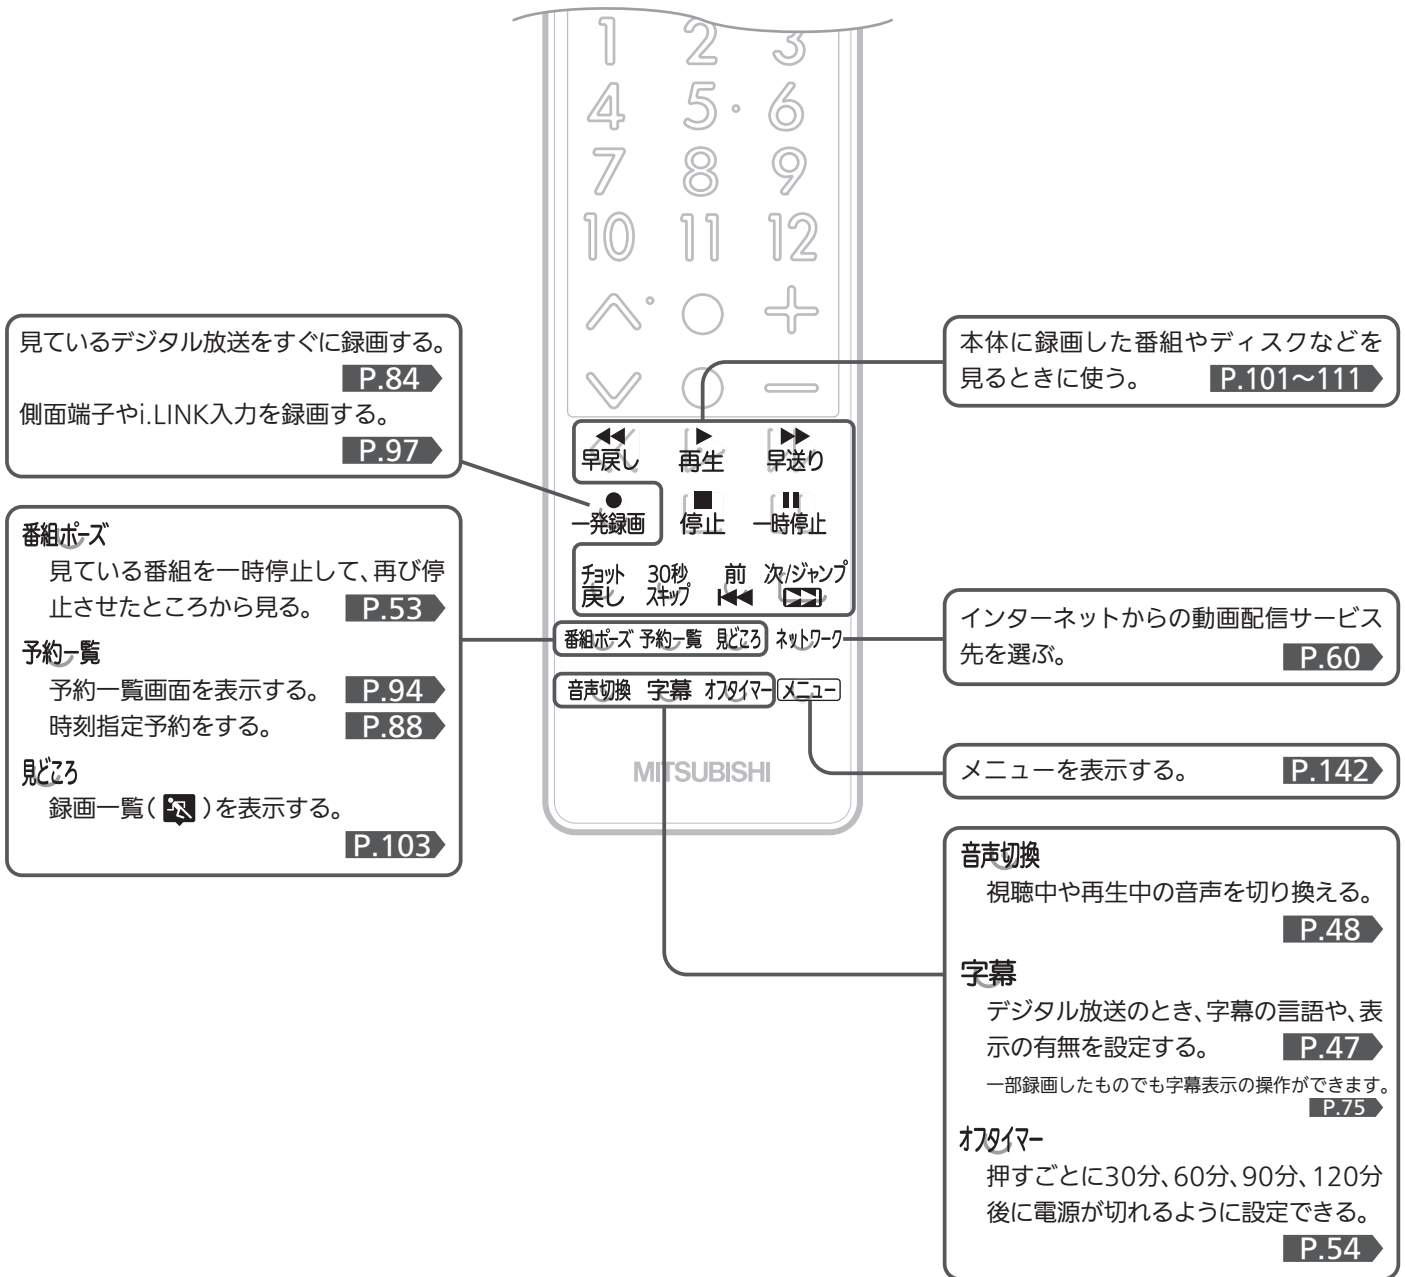 1 2 3
4 5 6
7 8 9
10 11 12
早戻し 再生 早送り
一発録画 停止 一時停止
チョット戻し 30秒スキップ 前 次/ジャンプ
番組ポーズ 予約一覧 見どころ ネットワーク
音声切換 字幕 オフタイマー メニュー
MITSUBISHI
見ているデジタル放送をすぐに録画する。
P.84
側面端子やi.LINK入力を録画する。
P.97
番組ポーズ
見ている番組を一時停止して、再び停
止させたところから見る。 P.53
予約一覧
予約一覧画面を表示する。 P.94
時刻指定予約をする。 P.88
見どころ
録画一覧( )を表示する。
P.103
本体に録画した番組やディスクなどを
見るときに使う。 P.101~111
インターネットからの動画配信サービス
先を選ぶ。 P.60
メニューを表示する。 P.142
音声切換
視聴中や再生中の音声を切り換える。
P.48
字幕
デジタル放送のとき、字幕の言語や、表
示の有無を設定する。 P.47
一部録画したものでも字幕表示の操作ができます。
P.75
オフタイマー
押すごとに30分、60分、90分、120分
後に電源が切れるように設定できる。
P.54